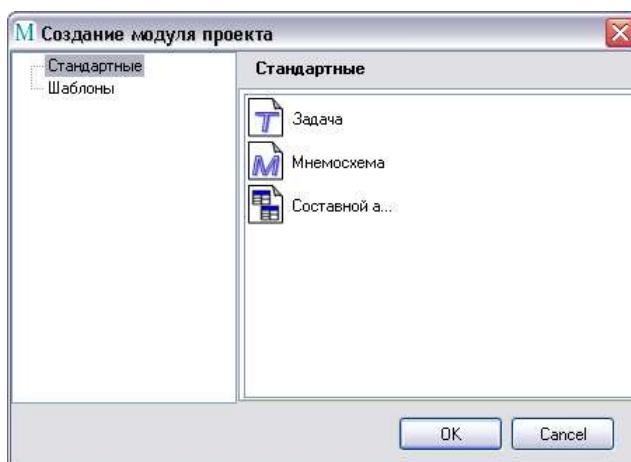 M Создание модуля проекта
Стандартные
Шаблоны
Стандартные
T Задача
M Мнемосхема
Составной а...
OK Cancel